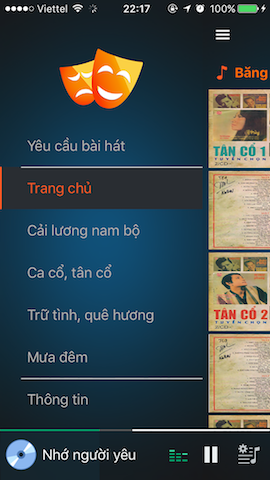 Viettel 22:17 100%
Băng
Yêu cầu bài hát
Trang chủ
Cải lương nam bộ
Ca cổ, tân cổ
Trữ tình, quê hương
Mưa đêm
Thông tin
TÂN CỔ 1
TUYỂN CHỌN
TÂN CỔ 2
TUYỂN CHỌN
Nhớ người yêu